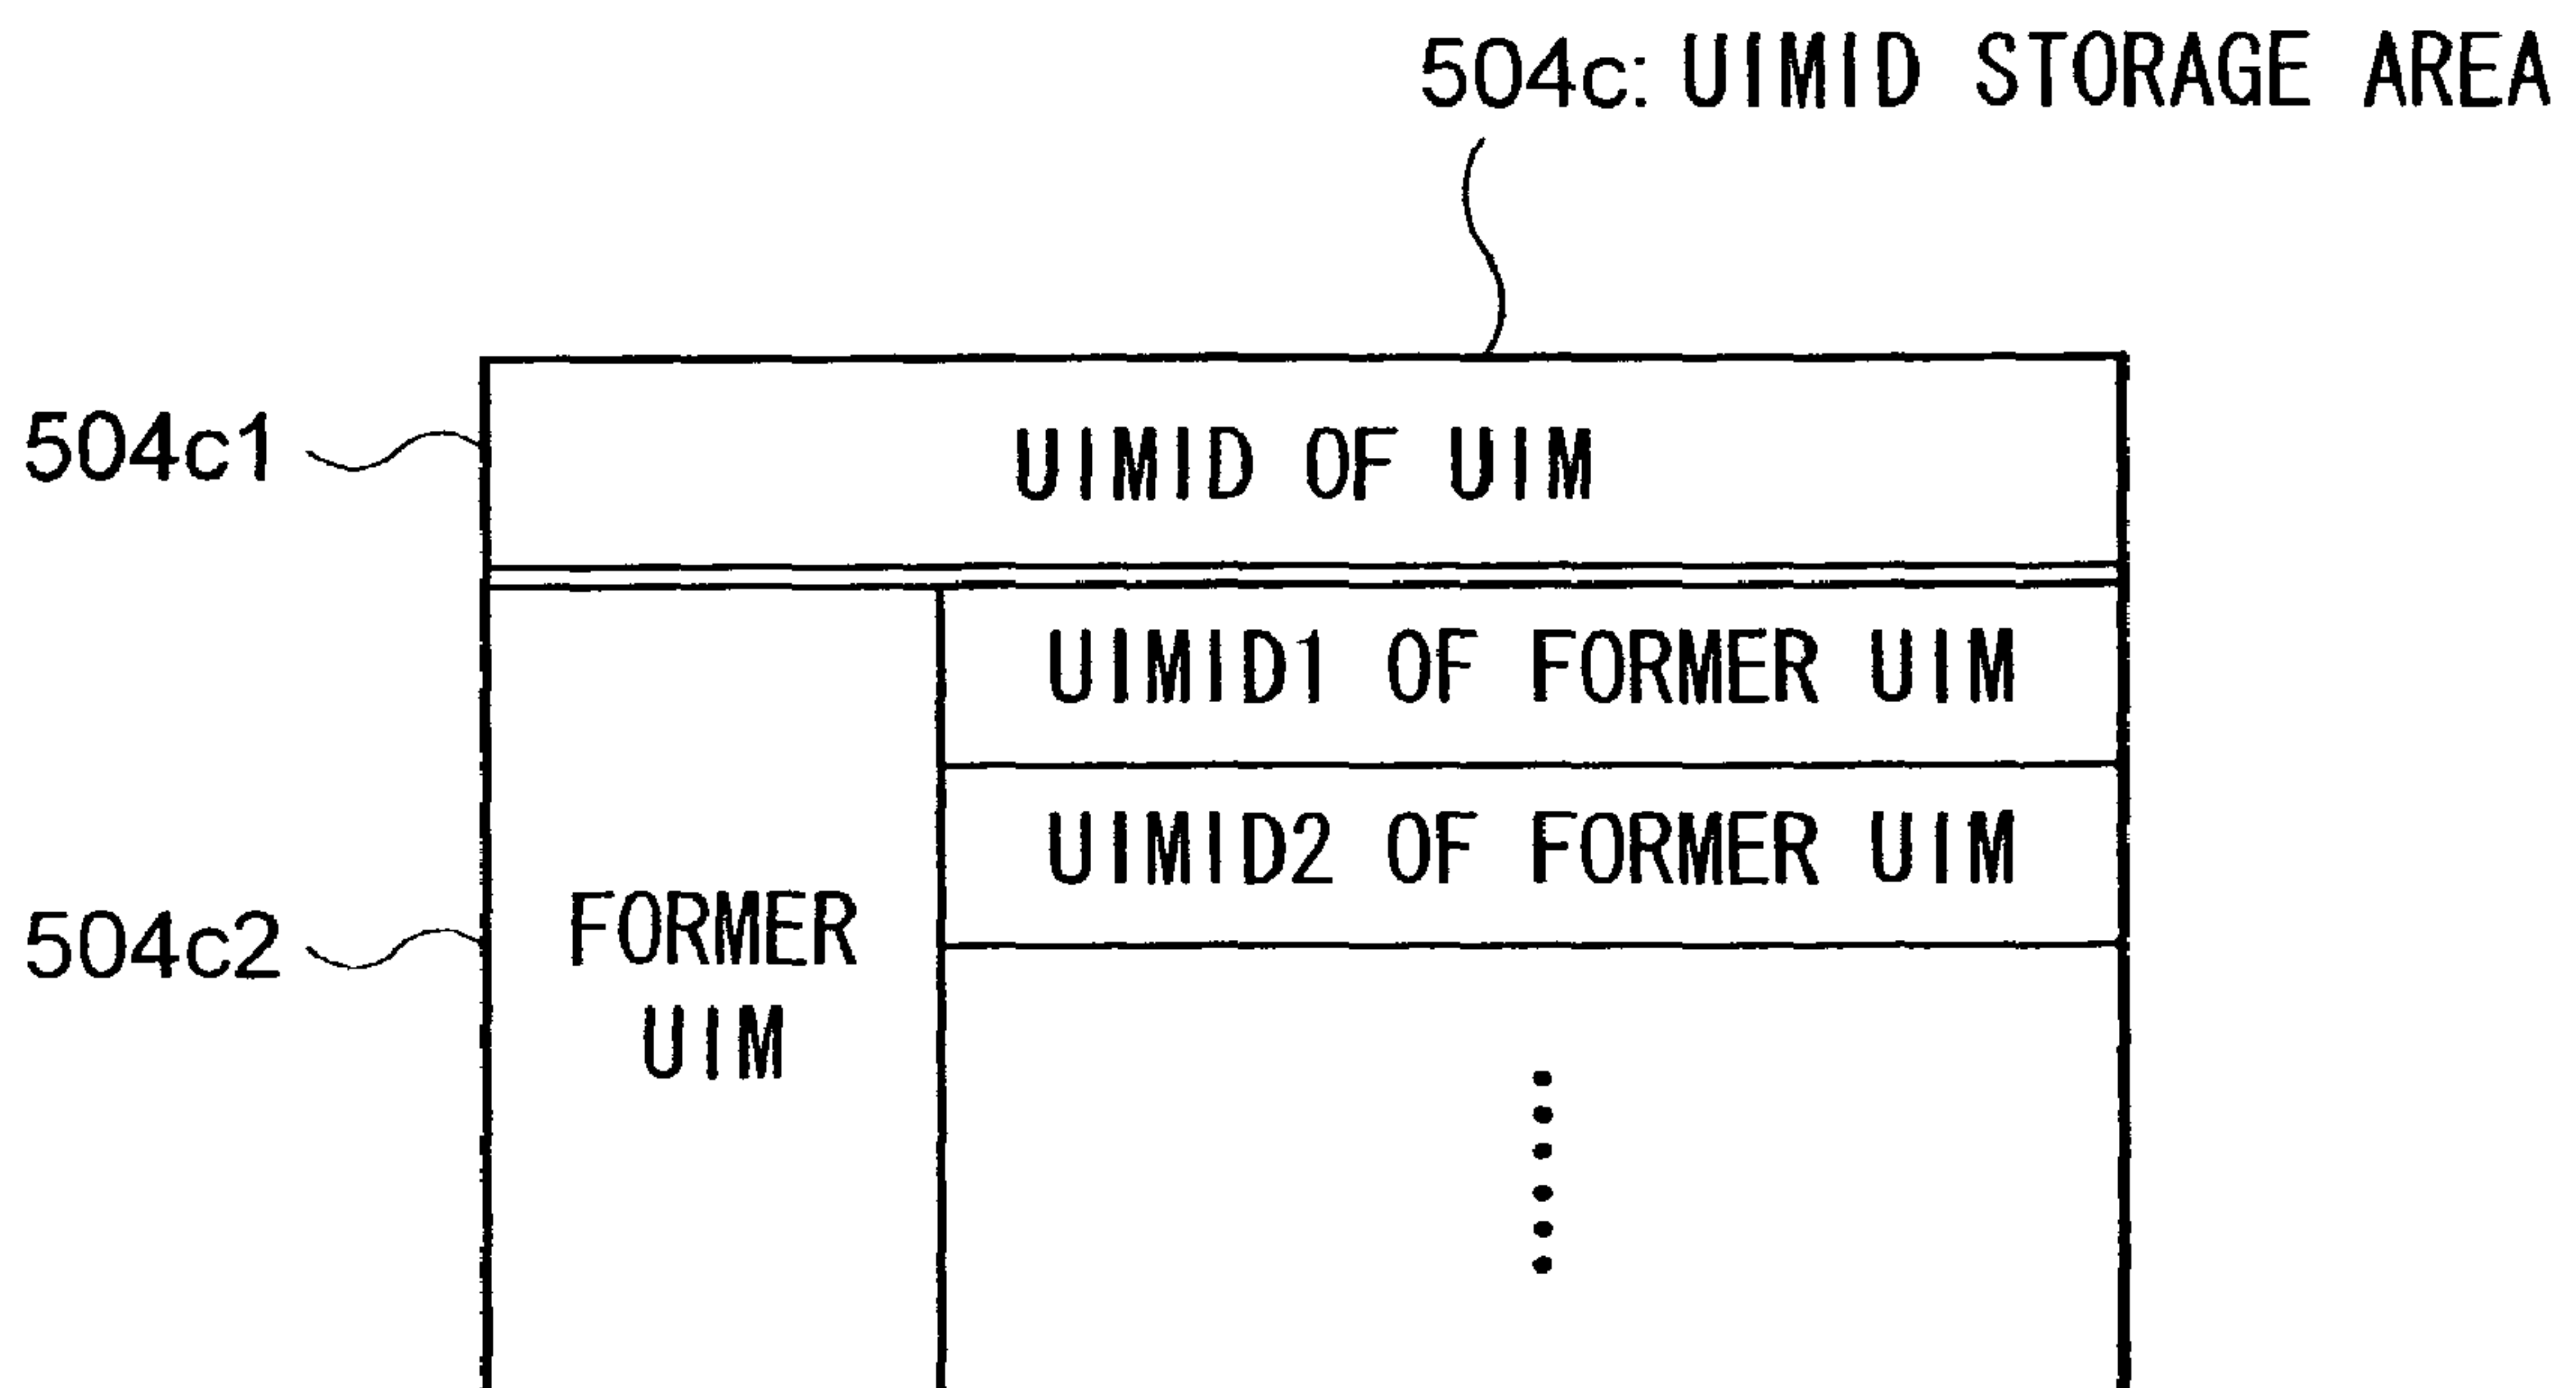 504c: UIMID STORAGE AREA
504c1
UIMID OF UIM
UIMID1 OF FORMER UIM
UIMID2 OF FORMER UIM
504c2
FORMER
UIM